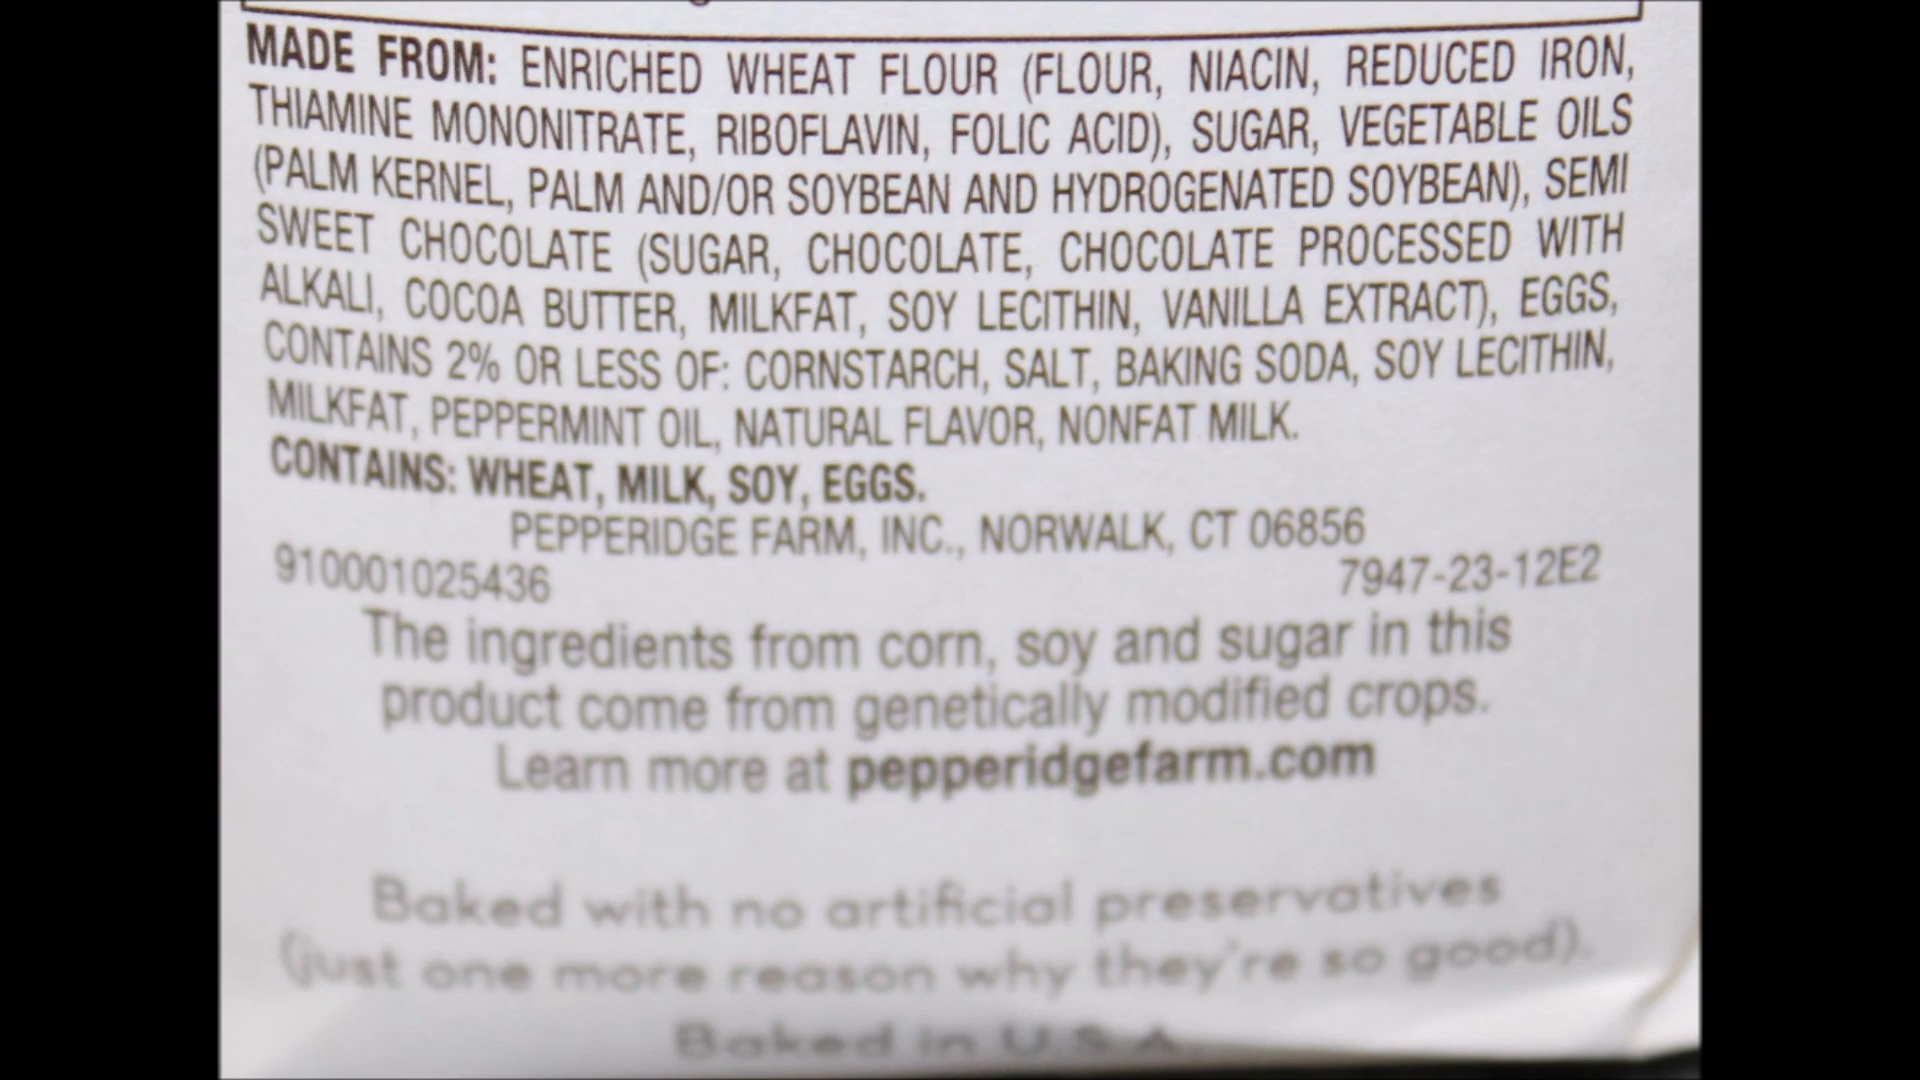 MADE FROM: ENRICHED WHEAT FLOUR (FLOUR, NIACIN, REDUCED IRON,
THIAMINE MONONITRATE, RIBOFLAVIN, FOLIC ACID), SUGAR, VEGETABLE OILS
(PALM KERNEL, PALM AND/OR SOYBEAN AND HYDROGENATED SOYBEAN), SEMI
SWEET CHOCOLATE (SUGAR, CHOCOLATE, CHOCOLATE PROCESSED WITH
ALKALI, COCOA BUTTER, MILKFAT, SOY LECITHIN, VANILLA EXTRACT), EGGS,
CONTAINS 2% OR LESS OF: CORNSTARCH, SALT, BAKING SODA, SOY LECITHIN,
MILKFAT, PEPPERMINT OIL, NATURAL FLAVOR, NONFAT MILK.
CONTAINS: WHEAT, MILK, SOY, EGGS.
PEPPERIDGE FARM, INC., NORWALK, CT 06856
910001025436 7947-23-12E2
The ingredients from corn, soy and sugar in this
product come from genetically modified crops.
Learn more at pepperidgefarm.com
Baked with no artificial preservatives
(just one more reason why they're so good).
Baked in U.S.A.